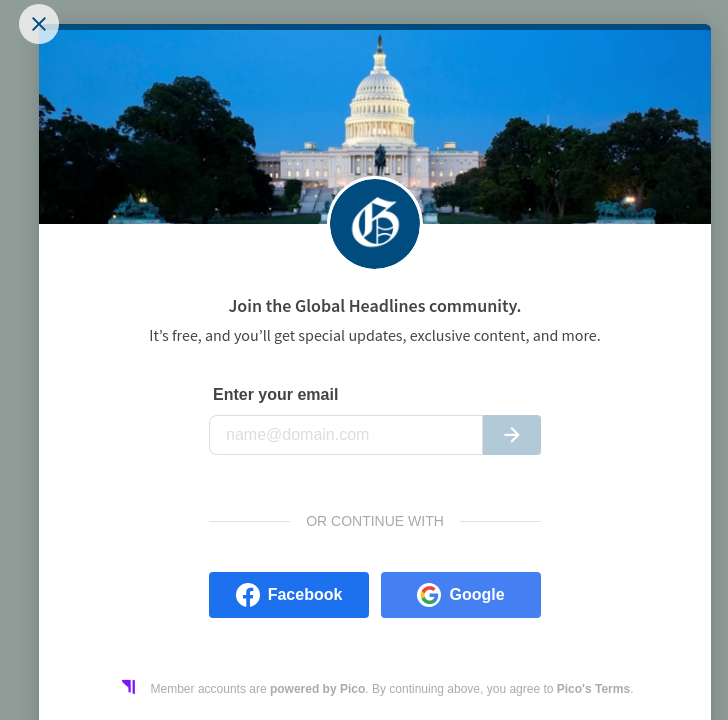 G
Join the Global Headlines community.
It’s free, and you’ll get special updates, exclusive content, and more.
Enter your email
name@domain.com
OR CONTINUE WITH
Facebook
Google
Member accounts are powered by Pico. By continuing above, you agree to Pico's Terms.